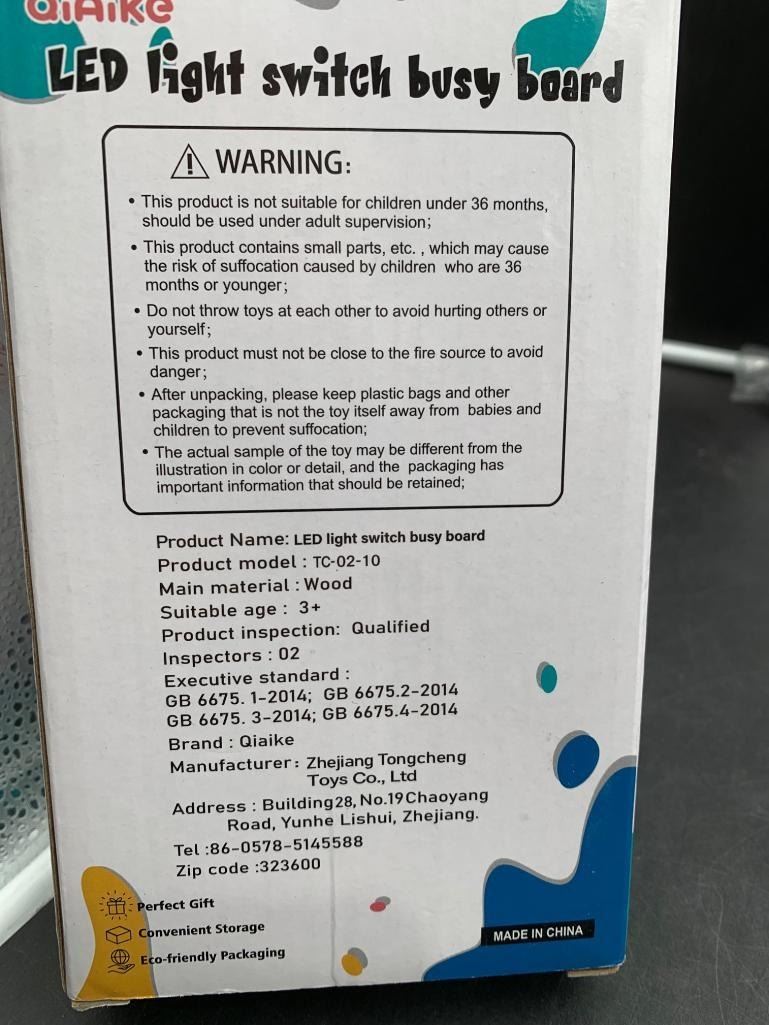 QiAike
LED light switch busy board
⚠ WARNING:
• This product is not suitable for children under 36 months,
should be used under adult supervision;
• This product contains small parts, etc. , which may cause
the risk of suffocation caused by children who are 36
months or younger;
• Do not throw toys at each other to avoid hurting others or
yourself;
• This product must not be close to the fire source to avoid
danger;
• After unpacking, please keep plastic bags and other
packaging that is not the toy itself away from babies and
children to prevent suffocation;
• The actual sample of the toy may be different from the
illustration in color or detail, and the packaging has
important information that should be retained;
Product Name: LED light switch busy board
Product model : TC-02-10
Main material : Wood
Suitable age : 3+
Product inspection: Qualified
Inspectors : 02
Executive standard :
GB 6675. 1-2014; GB 6675.2-2014
GB 6675. 3-2014; GB 6675.4-2014
Brand : Qiaike
Manufacturer: Zhejiang Tongcheng
Toys Co., Ltd
Address : Building28, No.19Chaoyang
Road, Yunhe Lishui, Zhejiang.
Tel :86-0578-5145588
Zip code :323600
Perfect Gift
Convenient Storage
Eco-friendly Packaging
MADE IN CHINA